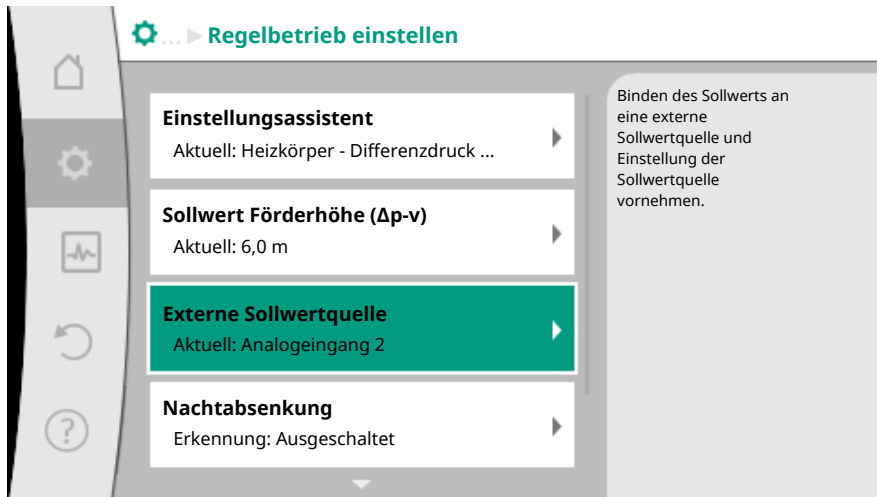 ... ▶ Regelbetrieb einstellen
Einstellungsassistent
Aktuell: Heizkörper - Differenzdruck ...
Sollwert Förderhöhe (Δp-v)
Aktuell: 6,0 m
Externe Sollwertquelle
Aktuell: Analogeingang 2
Nachtabsenkung
Erkennung: Ausgeschaltet
Binden des Sollwerts an
eine externe
Sollwertquelle und
Einstellung der
Sollwertquelle
vornehmen.
?